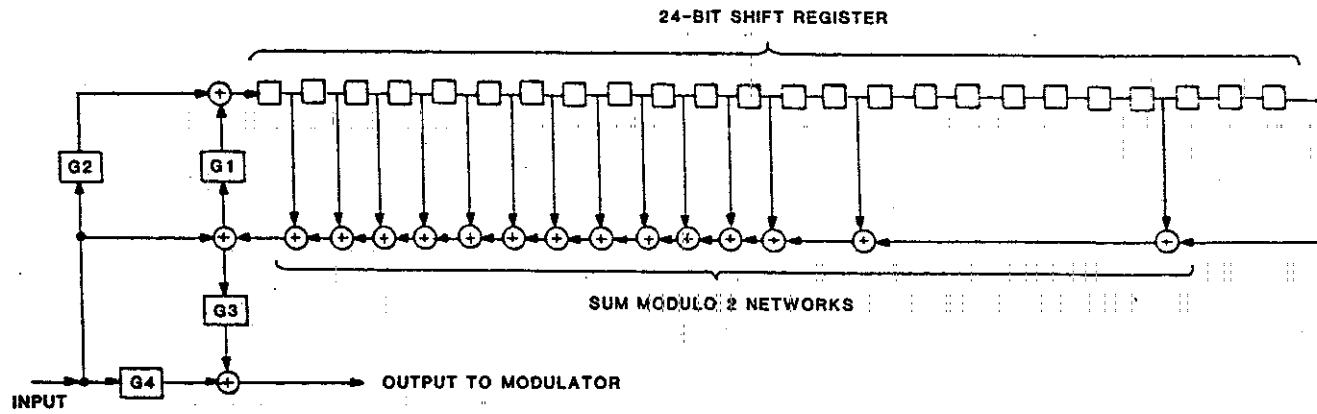 24-BIT SHIFT REGISTER
G2
G1
SUM MODULO 2 NETWORKS
G3
G4
OUTPUT TO MODULATOR
INPUT